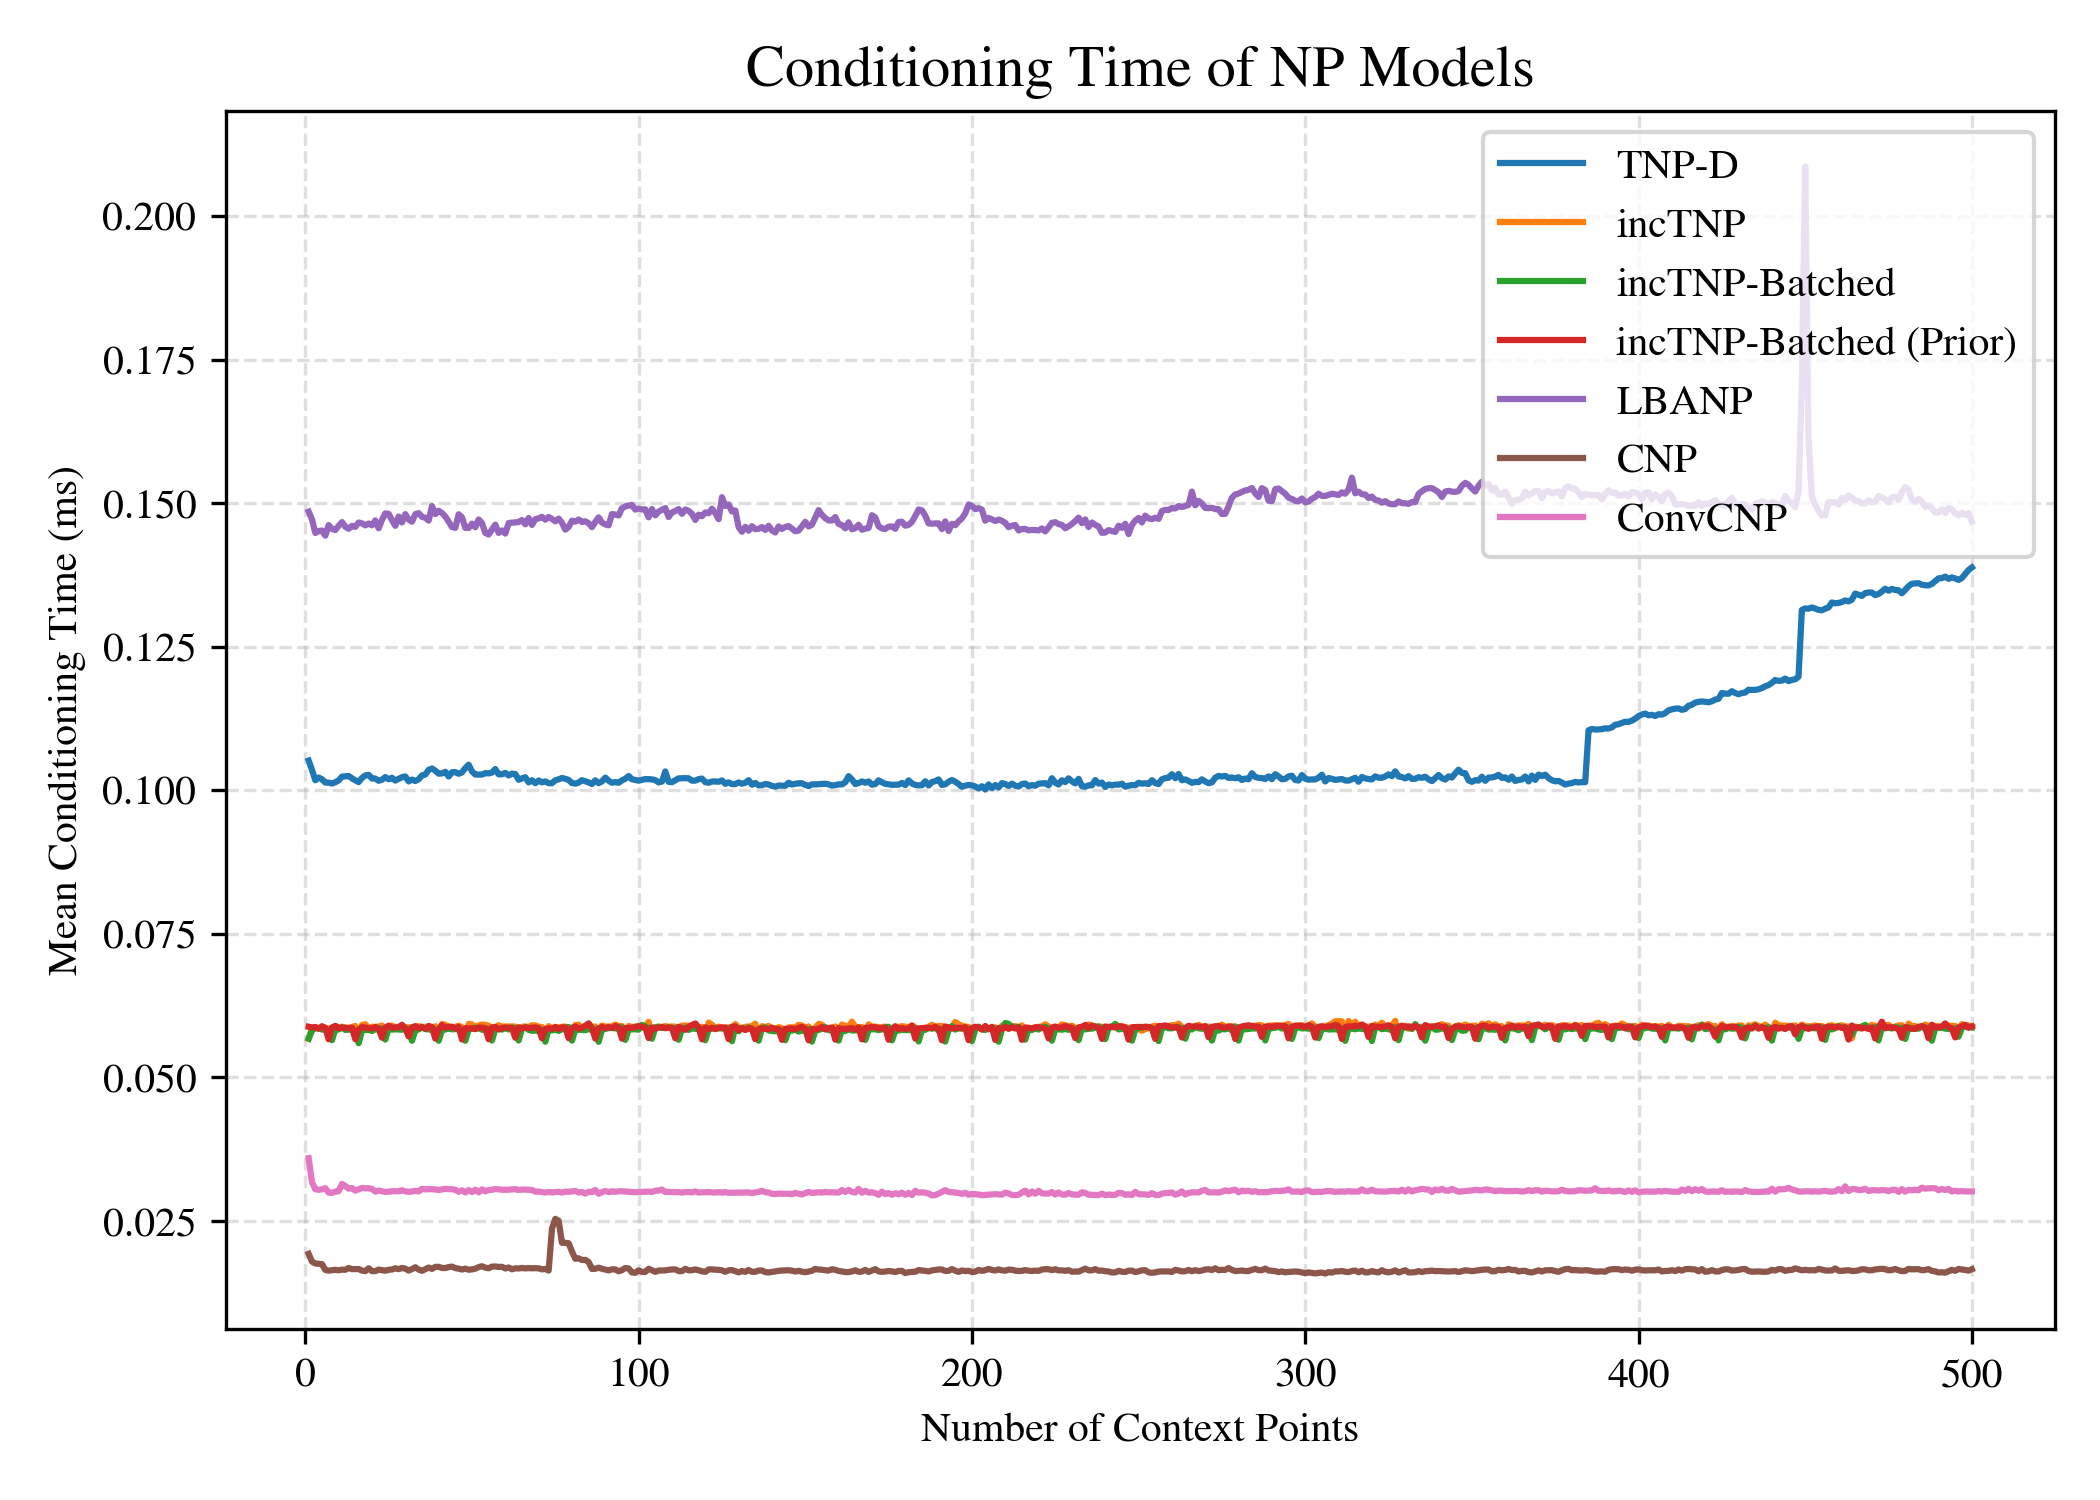 Conditioning Time of NP Models
Mean Conditioning Time (ms)
0.200
0.175
0.150
0.125
0.100
0.075
0.050
0.025
TNP-D
incTNP
incTNP-Batched
incTNP-Batched (Prior)
LBANP
CNP
ConvCNP
0 100 200 300 400 500
Number of Context Points